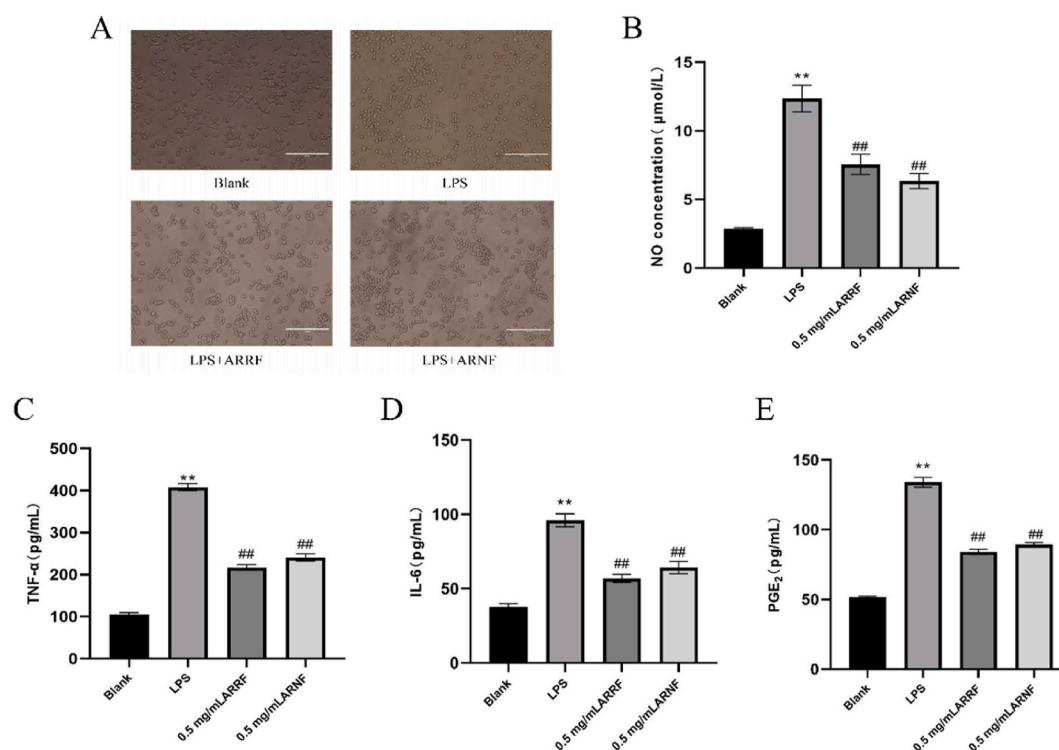 A
Blank
LPS
LPS+ARRF
LPS+ARNF
B
NO concentration（μmol/L）
15
10
5
0
**
##
##
Blank
LPS
0.5 mg/mLARRF
0.5 mg/mLARNF
C
TNF-α（pg/mL）
500
400
300
200
100
0
**
##
##
Blank
LPS
0.5 mg/mLARRF
0.5 mg/mLARNF
D
IL-6（pg/mL）
150
100
50
0
**
##
##
Blank
LPS
0.5 mg/mLARRF
0.5 mg/mLARNF
E
PGE₂（pg/mL）
150
100
50
0
**
##
##
Blank
LPS
0.5 mg/mLARRF
0.5 mg/mLARNF